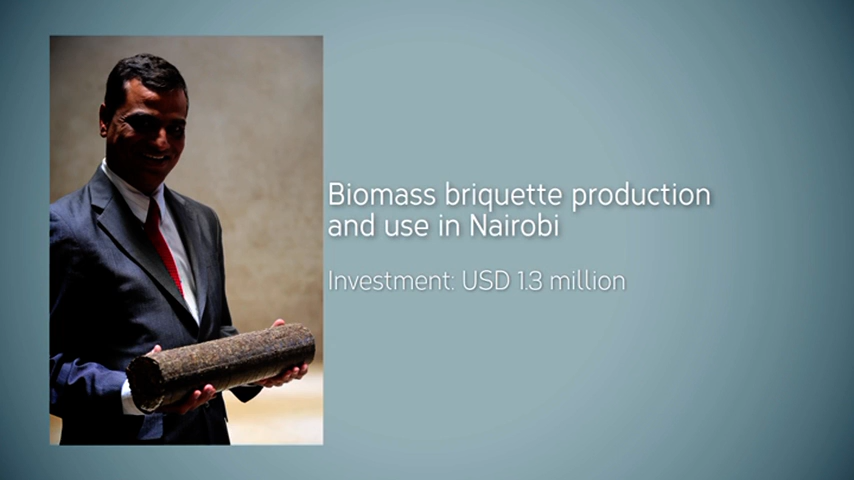 Biomass briquette production
and use in Nairobi
Investment: USD 1.3 million